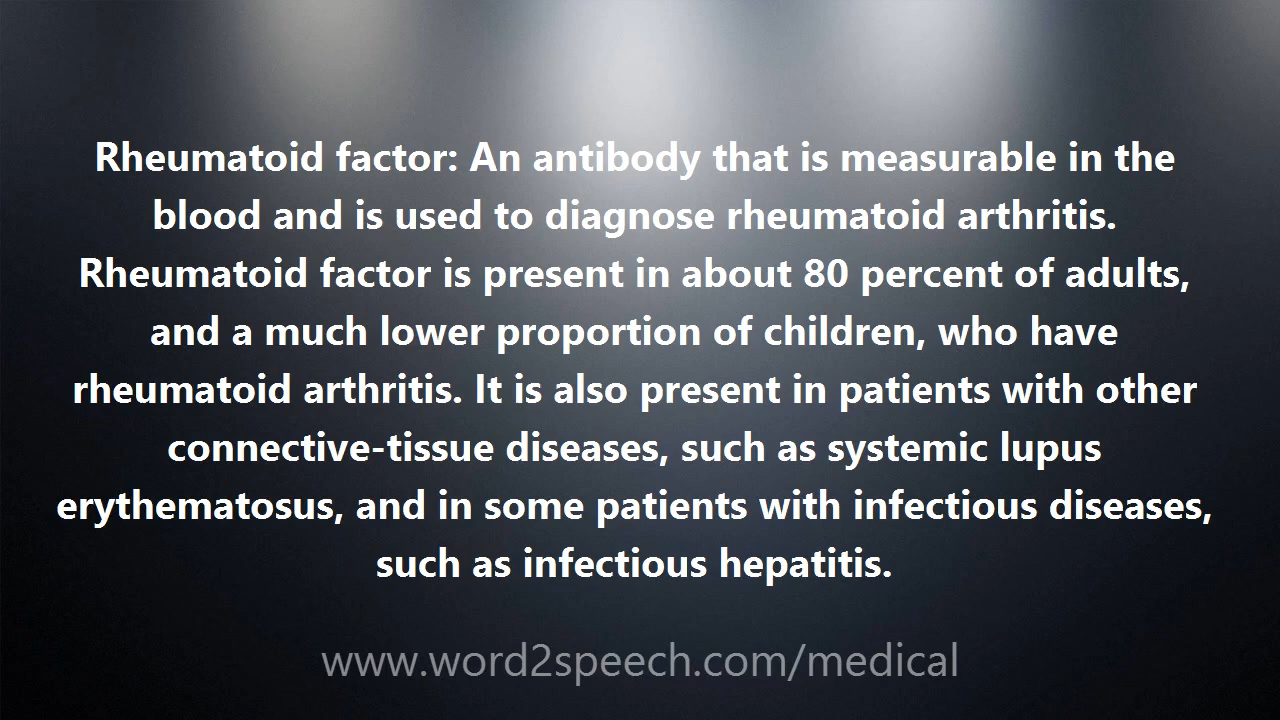 Rheumatoid factor: An antibody that is measurable in the
blood and is used to diagnose rheumatoid arthritis.
Rheumatoid factor is present in about 80 percent of adults,
and a much lower proportion of children, who have
rheumatoid arthritis. It is also present in patients with other
connective-tissue diseases, such as systemic lupus
erythematosus, and in some patients with infectious diseases,
such as infectious hepatitis.
www.word2speech.com/medical